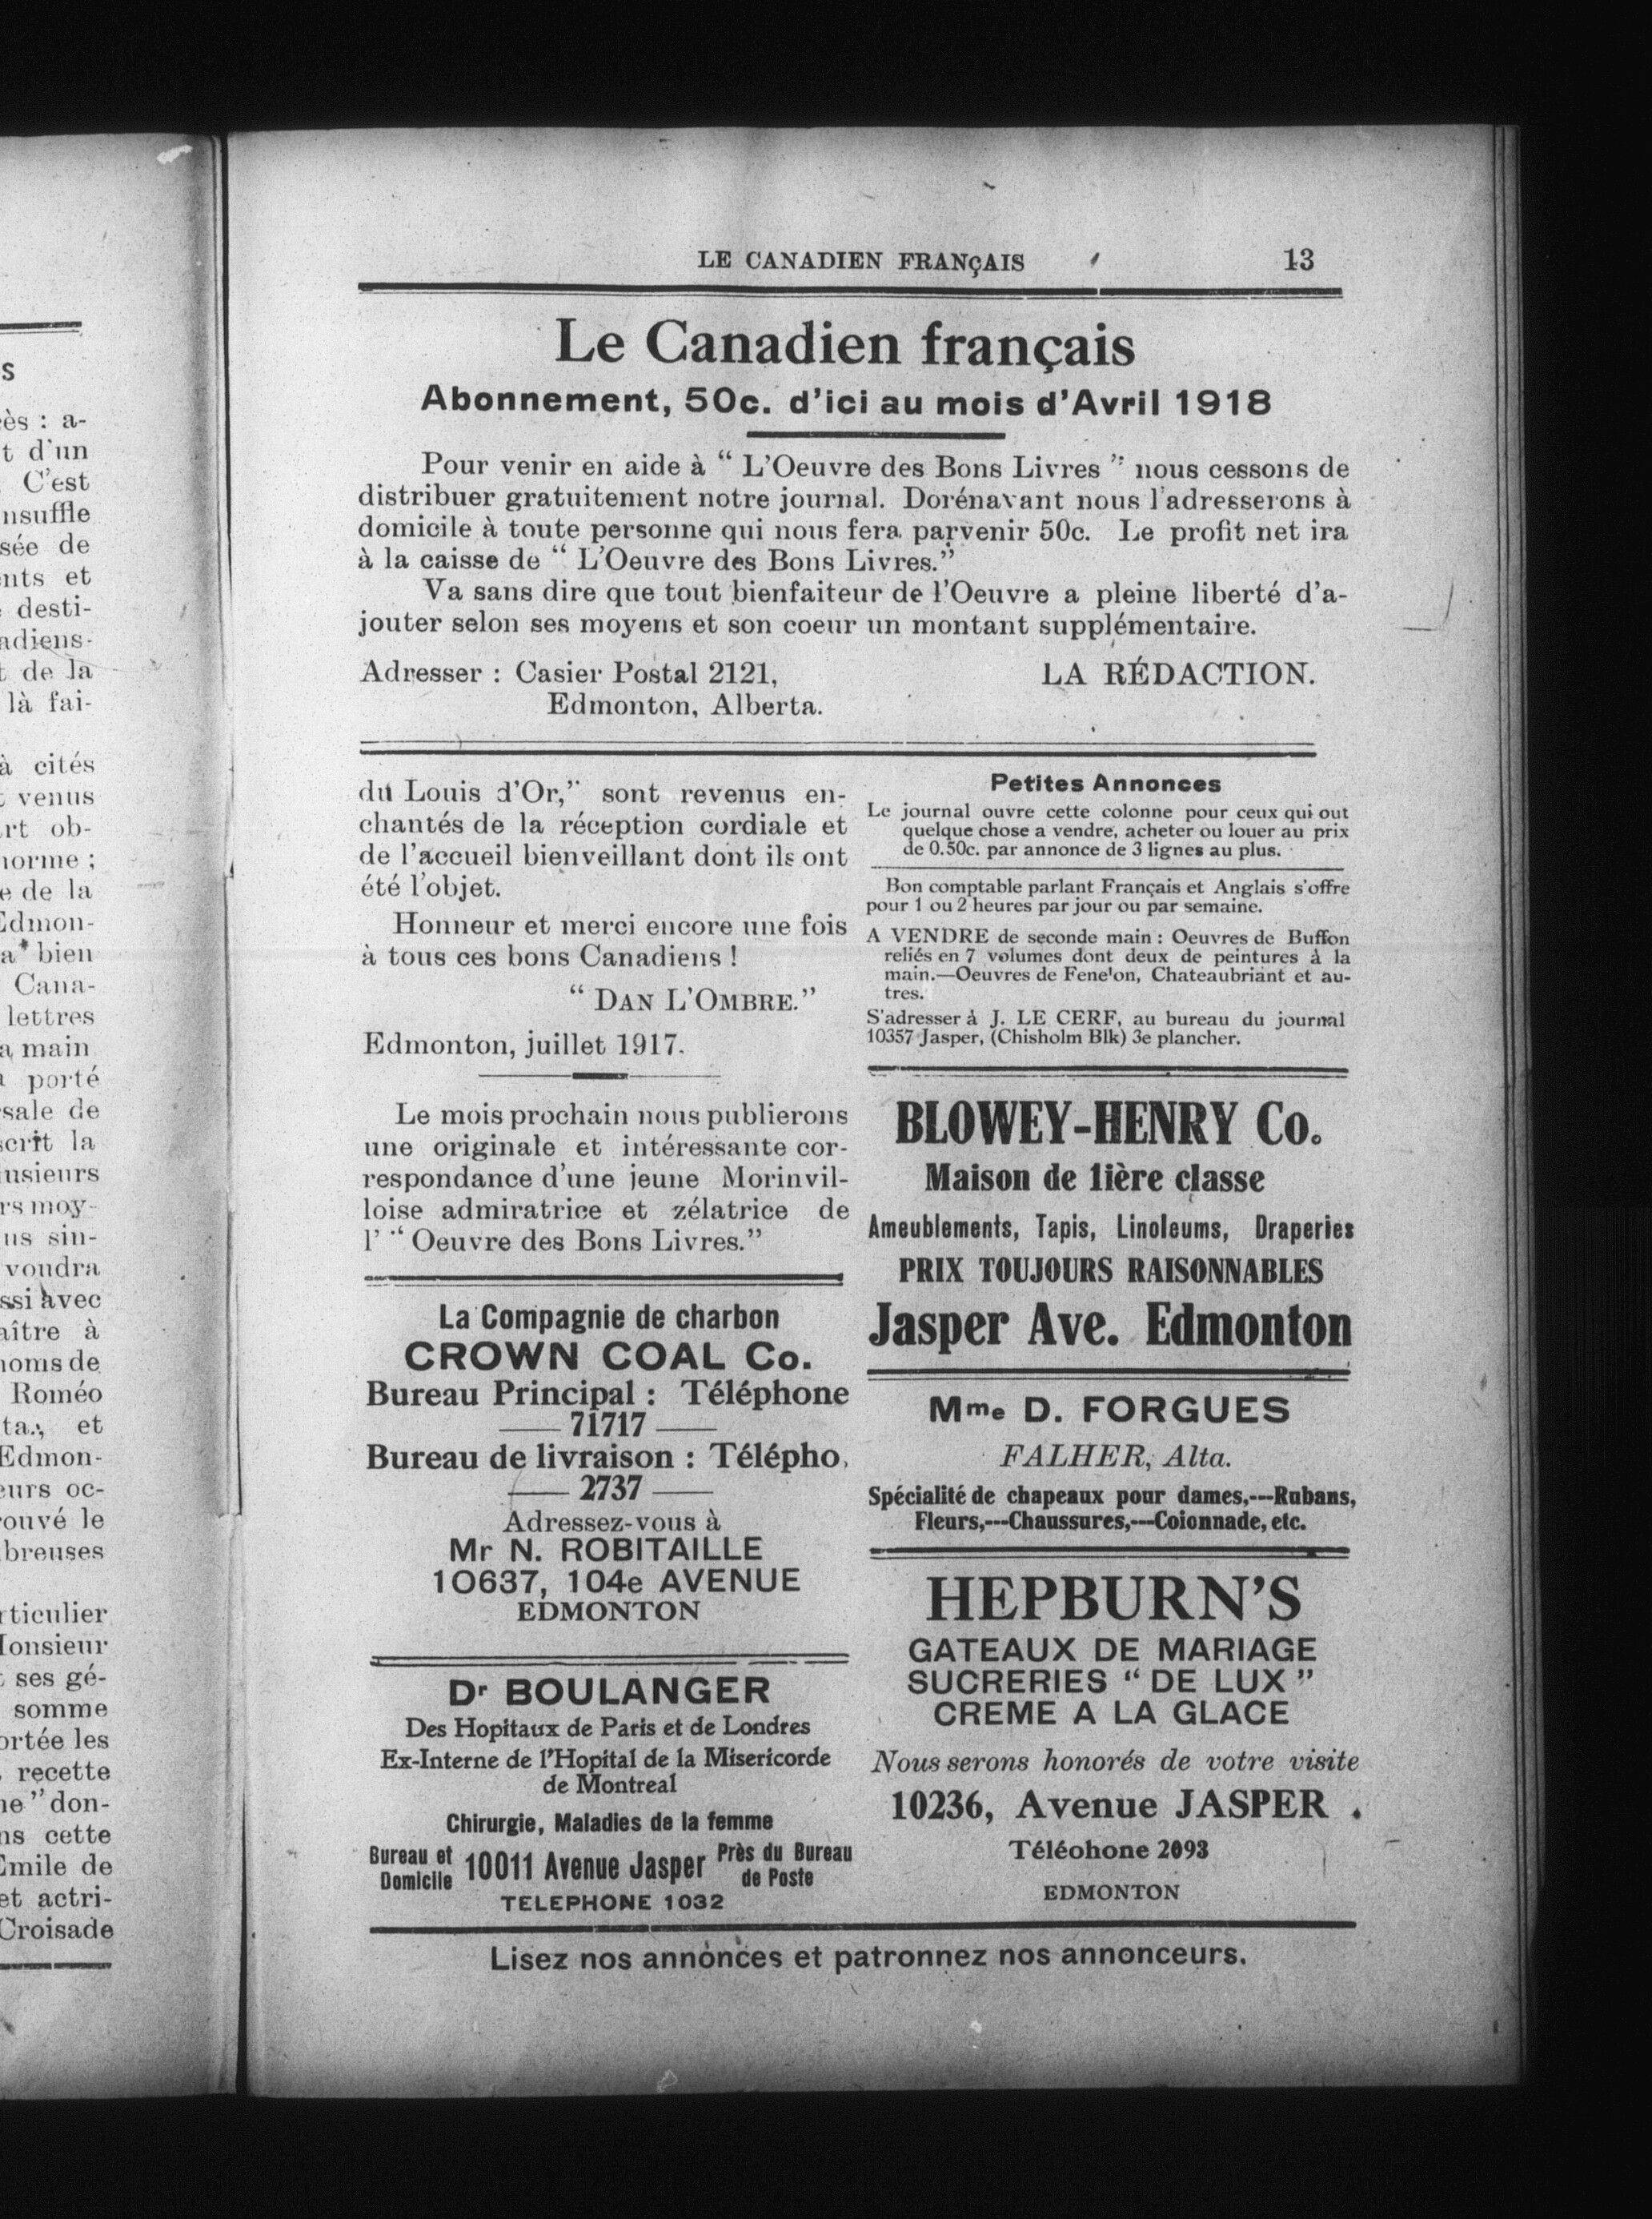 LE CANADIEN FRANÇAIS 13
Le Canadien français
Abonnement, 50c. d'ici au mois d'Avril 1918
Pour venir en aide à “ L'Oeuvre des Bons Livres ” nous cessons de
distribuer gratuitement notre journal. Dorénavant nous l'adresserons à
domicile à toute personne qui nous fera parvenir 50c. Le profit net ira
à la caisse de “ L'Oeuvre des Bons Livres.”
Va sans dire que tout bienfaiteur de l'Oeuvre a pleine liberté d'a-
jouter selon ses moyens et son coeur un montant supplémentaire.
Adresser : Casier Postal 2121, LA RÉDACTION.
Edmonton, Alberta.
du Louis d'Or,” sont revenus en-
chantés de la réception cordiale et
de l'accueil bienveillant dont ils ont
été l'objet.
Honneur et merci encore une fois
à tous ces bons Canadiens !
“ DAN L'OMBRE.”
Edmonton, juillet 1917.
Le mois prochain nous publierons
une originale et intéressante cor-
respondance d'une jeune Morinvil-
loise admiratrice et zélatrice de
l' “ Oeuvre des Bons Livres.”
La Compagnie de charbon
CROWN COAL Co.
Bureau Principal : Téléphone
71717
Bureau de livraison : Télépho,
2737
Adressez-vous à
Mr N. ROBITAILLE
10637, 104e AVENUE
EDMONTON
Dr BOULANGER
Des Hopitaux de Paris et de Londres
Ex-Interne de l'Hopital de la Misericorde
de Montreal
Chirurgie, Maladies de la femme
Bureau et Domicile 10011 Avenue Jasper Près du Bureau de Poste
TELEPHONE 1032
Petites Annonces
Le journal ouvre cette colonne pour ceux qui out
quelque chose a vendre, acheter ou louer au prix
de 0.50c. par annonce de 3 lignes au plus.
Bon comptable parlant Français et Anglais s'offre
pour 1 ou 2 heures par jour ou par semaine.
A VENDRE de seconde main : Oeuvres de Buffon
reliés en 7 volumes dont deux de peintures à la
main.—Oeuvres de Fene'on, Chateaubriant et au-
tres.
S'adresser à J. LE CERF, au bureau du journal
10357 Jasper, (Chisholm Blk) 3e plancher.
BLOWEY-HENRY Co.
Maison de 1ière classe
Ameublements, Tapis, Linoleums, Draperies
PRIX TOUJOURS RAISONNABLES
Jasper Ave. Edmonton
Mme D. FORGUES
FALHER, Alta.
Spécialité de chapeaux pour dames,---Rubans,
Fleurs,---Chaussures,---Coionnade, etc.
HEPBURN'S
GATEAUX DE MARIAGE
SUCRERIES “ DE LUX ”
CREME A LA GLACE
Nous serons honorés de votre visite
10236, Avenue JASPER .
Téléohone 2093
EDMONTON
Lisez nos annonces et patronnez nos annonceurs.